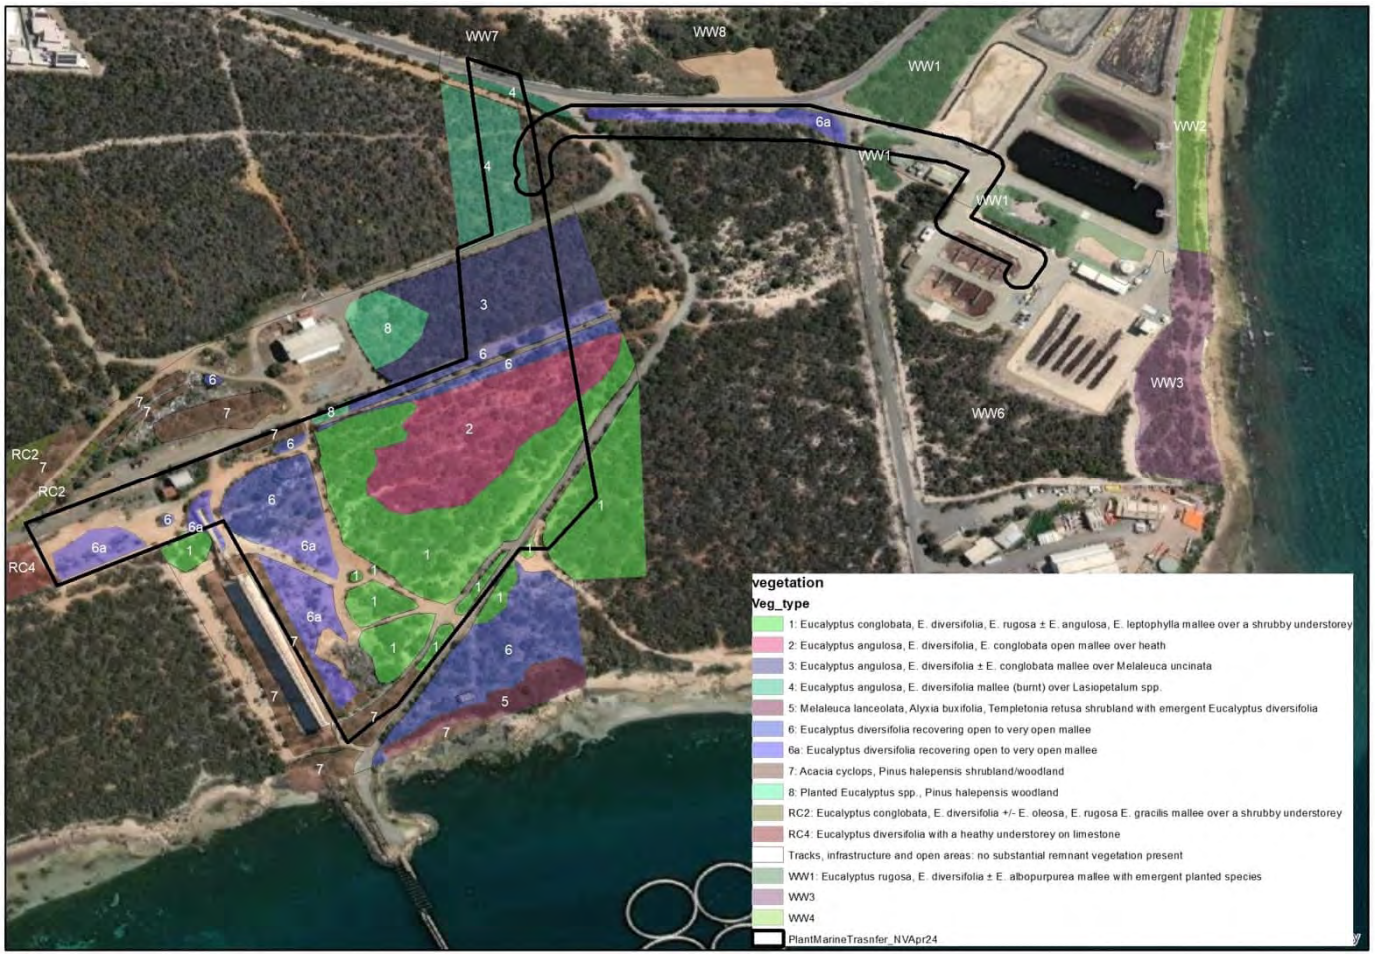 WW7
WW8
WW1
4
6a
WW2
WW1
4
WW1
3
8
6
6
6
WW3
7
7
7
8
2
WW6
7
6
RC2
7
RC2
6
1
6
6a
6a
6a
1
1
RC4
1
1
1
1
1
6a
1
7
1
1
6
7
5
7
7
7
vegetation
Veg_type
1: Eucalyptus conglobata, E. diversifolia, E. rugosa ± E. angulosa, E. leptophylla mallee over a shrubby understorey
2: Eucalyptus angulosa, E. diversifolia, E. conglobata open mallee over heath
3: Eucalyptus angulosa, E. diversifolia ± E. conglobata mallee over Melaleuca uncinata
4: Eucalyptus angulosa, E. diversifolia mallee (burnt) over Lasiopetalum spp.
5: Melaleuca lanceolata, Alyxia buxifolia, Templetonia retusa shrubland with emergent Eucalyptus diversifolia
6: Eucalyptus diversifolia recovering open to very open mallee
6a: Eucalyptus diversifolia recovering open to very open mallee
7: Acacia cyclops, Pinus halepensis shrubland/woodland
8: Planted Eucalyptus spp., Pinus halepensis woodland
RC2: Eucalyptus conglobata, E. diversifolia +/- E. oleosa, E. rugosa E. gracilis mallee over a shrubby understorey
RC4: Eucalyptus diversifolia with a heathy understorey on limestone
Tracks, infrastructure and open areas: no substantial remnant vegetation present
WW1: Eucalyptus rugosa, E. diversifolia ± E. albopurpurea mallee with emergent planted species
WW3
WW4
PlantMarineTrasnfer_NVApr24